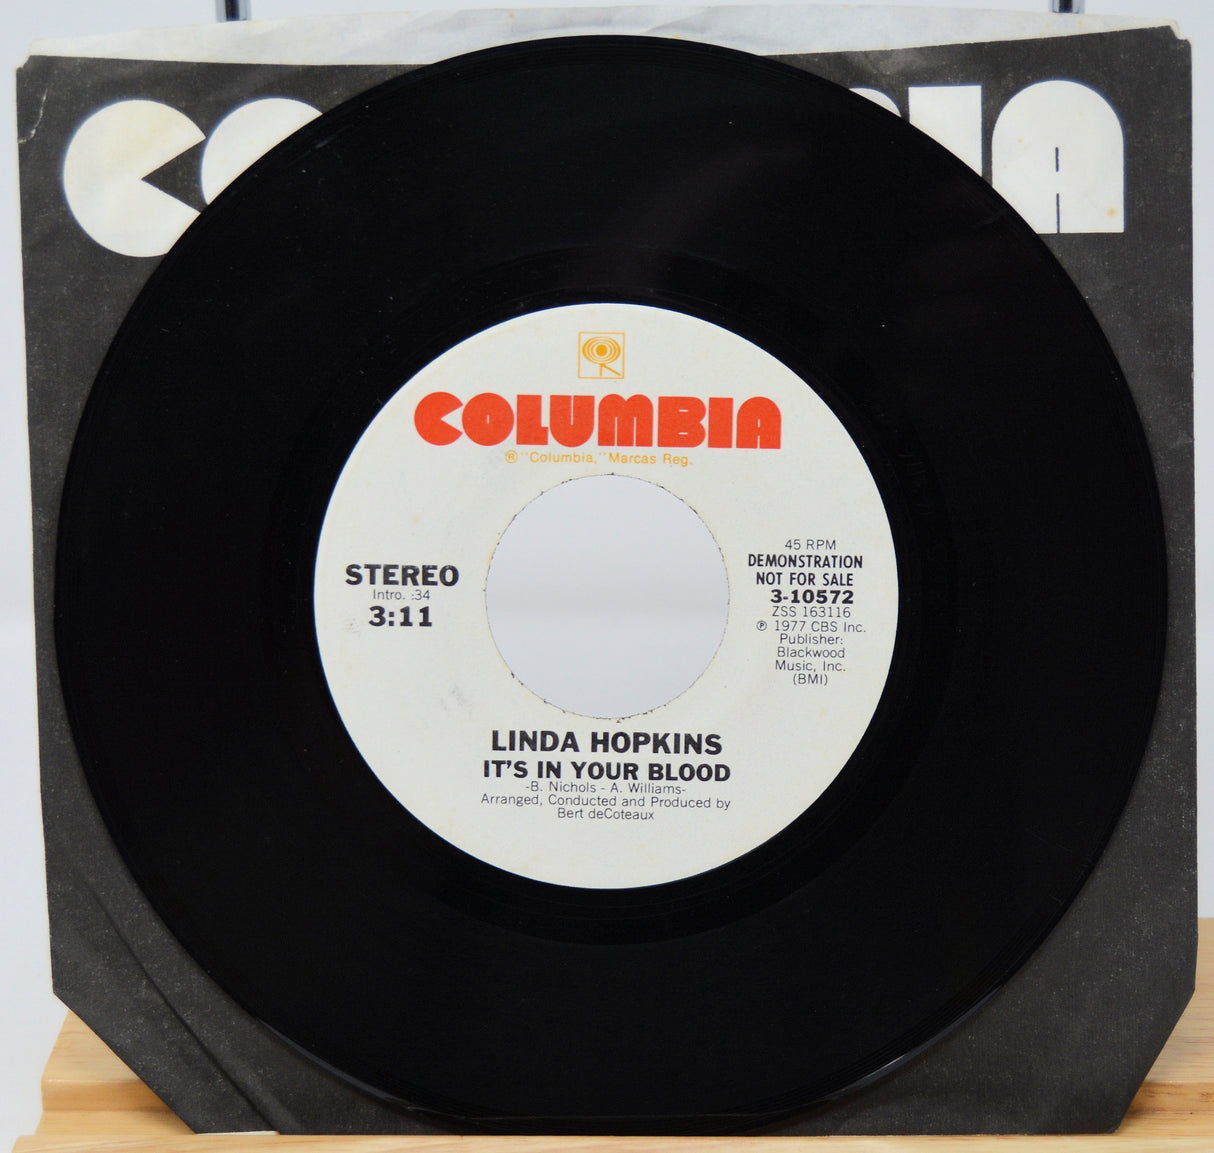 COLUMBIA
® "Columbia," Marcas Reg.
STEREO
Intro. :34
3:11
45 RPM
DEMONSTRATION
NOT FOR SALE
3-10572
ZSS 163116
℗ 1977 CBS Inc.
Publisher:
Blackwood
Music, Inc.
(BMI)
LINDA HOPKINS
IT'S IN YOUR BLOOD
-B. Nichols - A. Williams-
Arranged, Conducted and Produced by
Bert deCoteaux